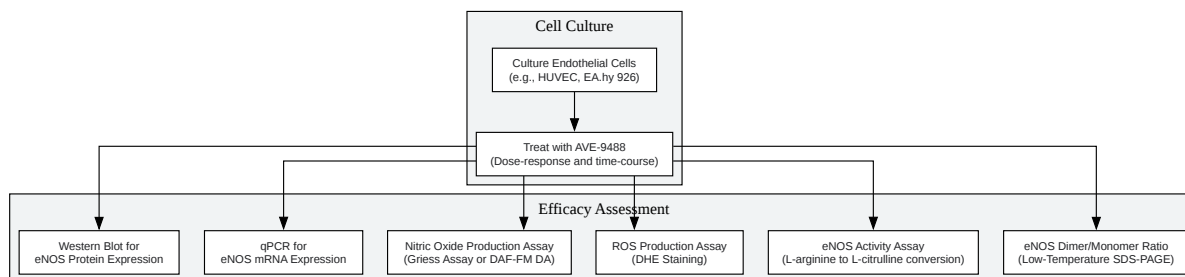 Cell Culture
Culture Endothelial Cells
(e.g., HUVEC, EA.hy 926)
Treat with AVE-9488
(Dose-response and time-course)
Efficacy Assessment
Western Blot for
eNOS Protein Expression
qPCR for
eNOS mRNA Expression
Nitric Oxide Production Assay
(Griess Assay or DAF-FM DA)
ROS Production Assay
(DHE Staining)
eNOS Activity Assay
(L-arginine to L-citrulline conversion)
eNOS Dimer/Monomer Ratio
(Low-Temperature SDS-PAGE)